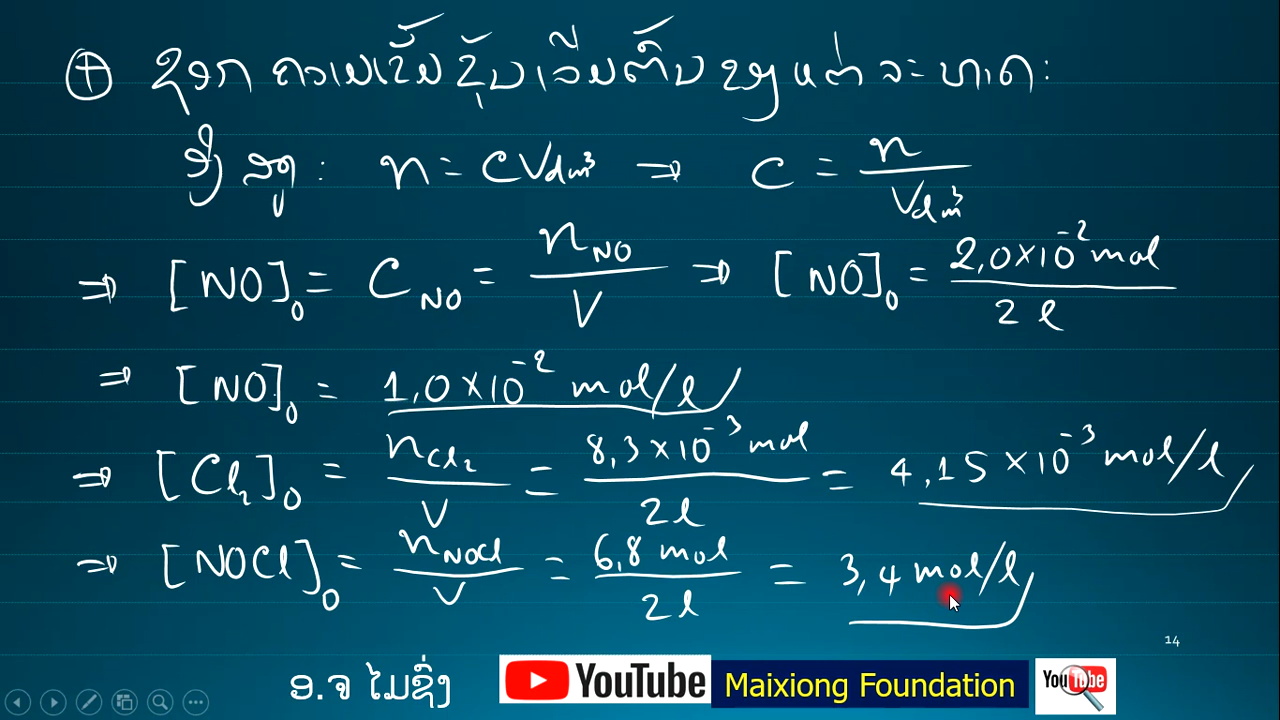 ⊕ ຊອກ ຄວາມເຂັ້ມຂຸ້ນເລີ່ມຕົ້ນ ຂອງແຕ່ລະທາດ:
ອີງ ສູດ: n = CVdm³ ⇒ C = n/Vdm³
⇒ [NO]₀ = C_NO = n_NO/V ⇒ [NO]₀ = 2,0×10⁻² mol/2 l
⇒ [NO]₀ = 1,0×10⁻² mol/l
⇒ [Cl₂]₀ = n_Cl₂/V = 8,3×10⁻³ mol/2 l = 4,15×10⁻³ mol/l
⇒ [NOCl]₀ = n_NOCl/V = 6,8 mol/2 l = 3,4 mol/l
14
ອ.ຈ ໄມຊົ່ງ YouTube Maixiong Foundation YouTube